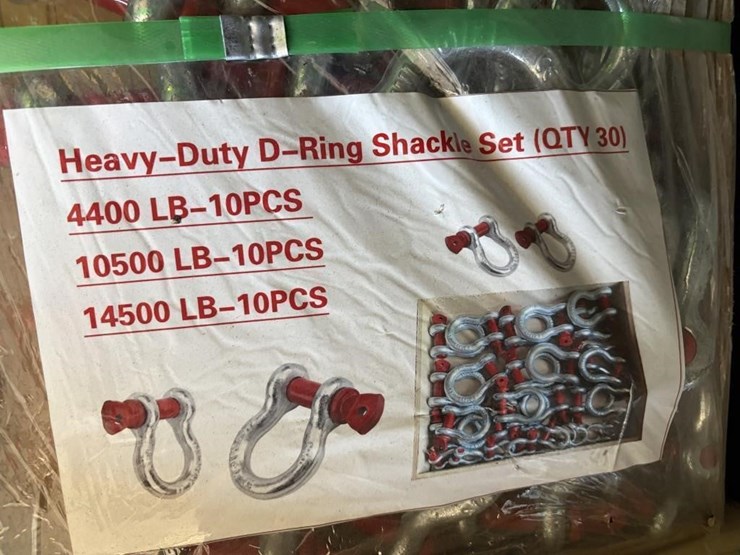 Heavy-Duty D-Ring Shackle Set (QTY 30)
4400 LB-10PCS
10500 LB-10PCS
14500 LB-10PCS